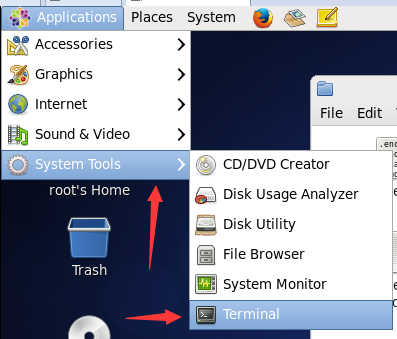 Applications Places System
Accessories
Graphics
Internet
Sound & Video
System Tools
File Edit
CD/DVD Creator
Disk Usage Analyzer
Disk Utility
File Browser
System Monitor
Terminal
root's Home
Trash